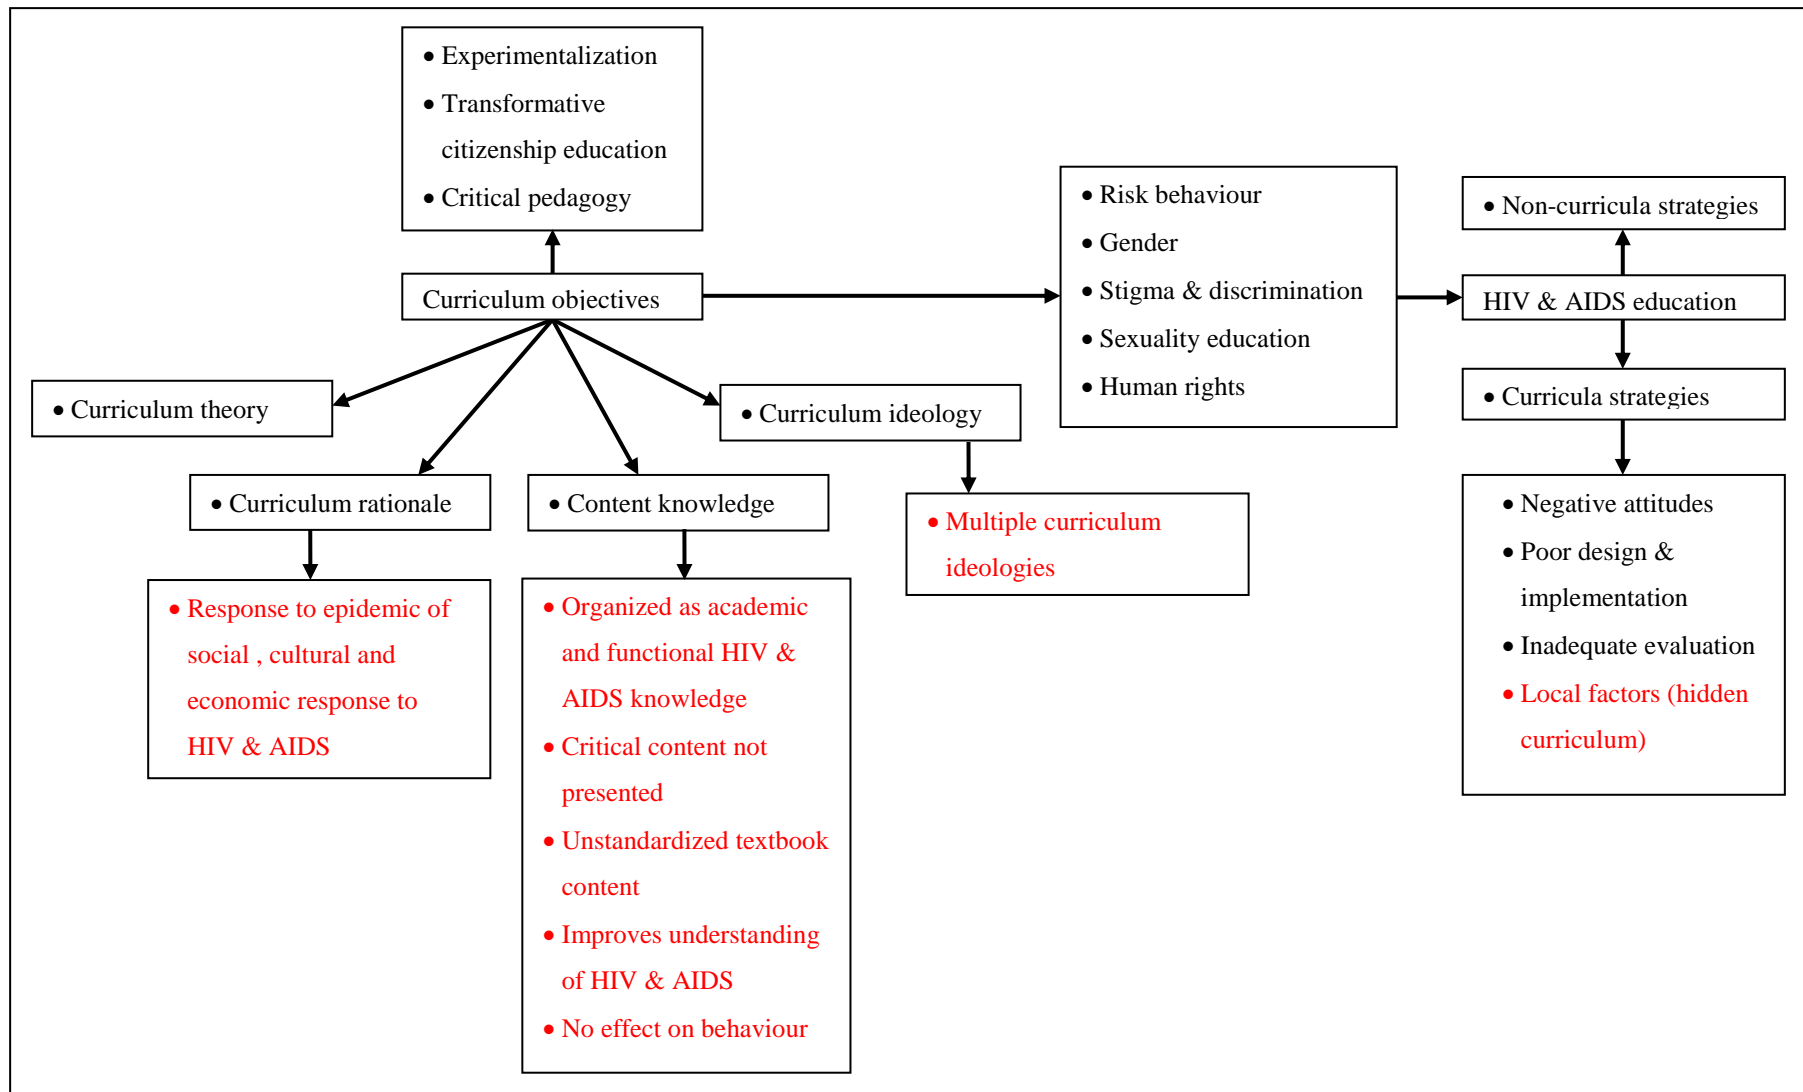 • Experimentalization
• Transformative
citizenship education
• Critical pedagogy
Curriculum objectives
• Risk behaviour
• Gender
• Stigma & discrimination
• Sexuality education
• Human rights
• Non-curricula strategies
HIV & AIDS education
• Curricula strategies
• Negative attitudes
• Poor design &
implementation
• Inadequate evaluation
• Local factors (hidden
curriculum)
• Curriculum theory
• Curriculum ideology
• Curriculum rationale
• Content knowledge
• Multiple curriculum
ideologies
• Response to epidemic of
social , cultural and
economic response to
HIV & AIDS
• Organized as academic
and functional HIV &
AIDS knowledge
• Critical content not
presented
• Unstandardized textbook
content
• Improves understanding
of HIV & AIDS
• No effect on behaviour